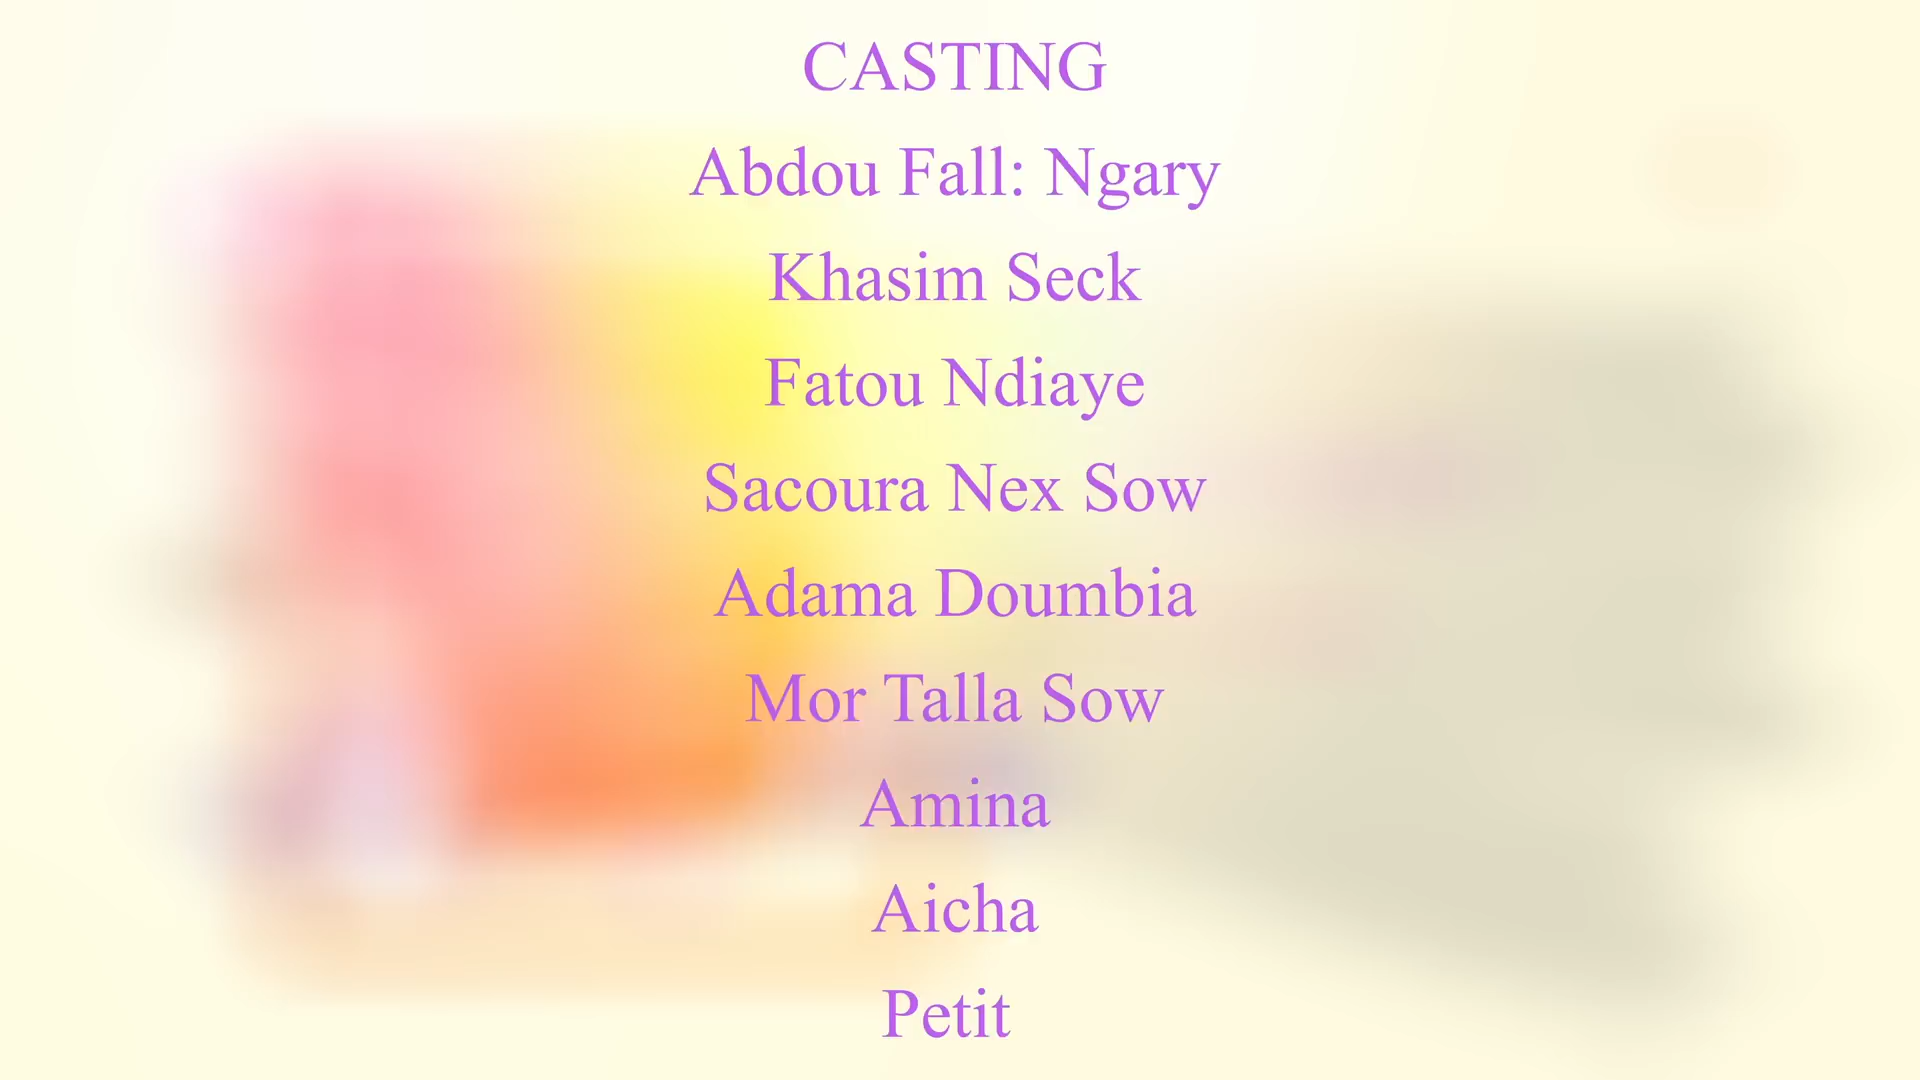 CASTING
Abdou Fall: Ngary
Khasim Seck
Fatou Ndiaye
Sacoura Nex Sow
Adama Doumbia
Mor Talla Sow
Amina
Aicha
Petit